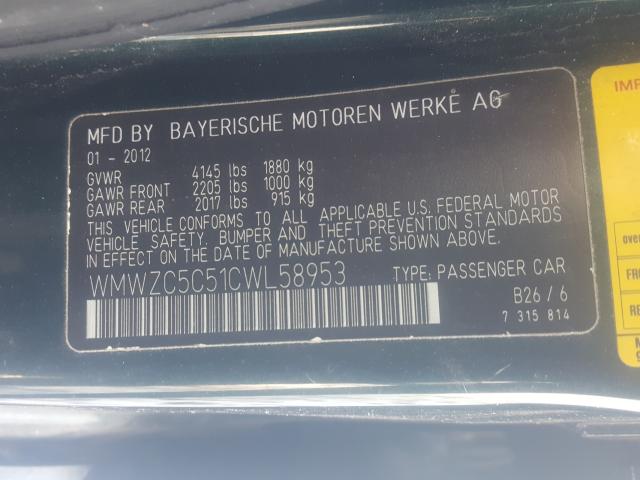 MFD BY BAYERISCHE MOTOREN WERKE AG
01 - 2012
GVWR 4145 lbs 1880 kg
GAWR FRONT 2205 lbs 1000 kg
GAWR REAR 2017 lbs 915 kg
THIS VEHICLE CONFORMS TO ALL APPLICABLE U.S. FEDERAL MOTOR
VEHICLE SAFETY, BUMPER AND THEFT PREVENTION STANDARDS
IN EFFECT ON THE DATE OF MANUFACTURE SHOWN ABOVE.
WMWZC5C51CWL58953 TYPE: PASSENGER CAR
B26 / 6
7 315 814